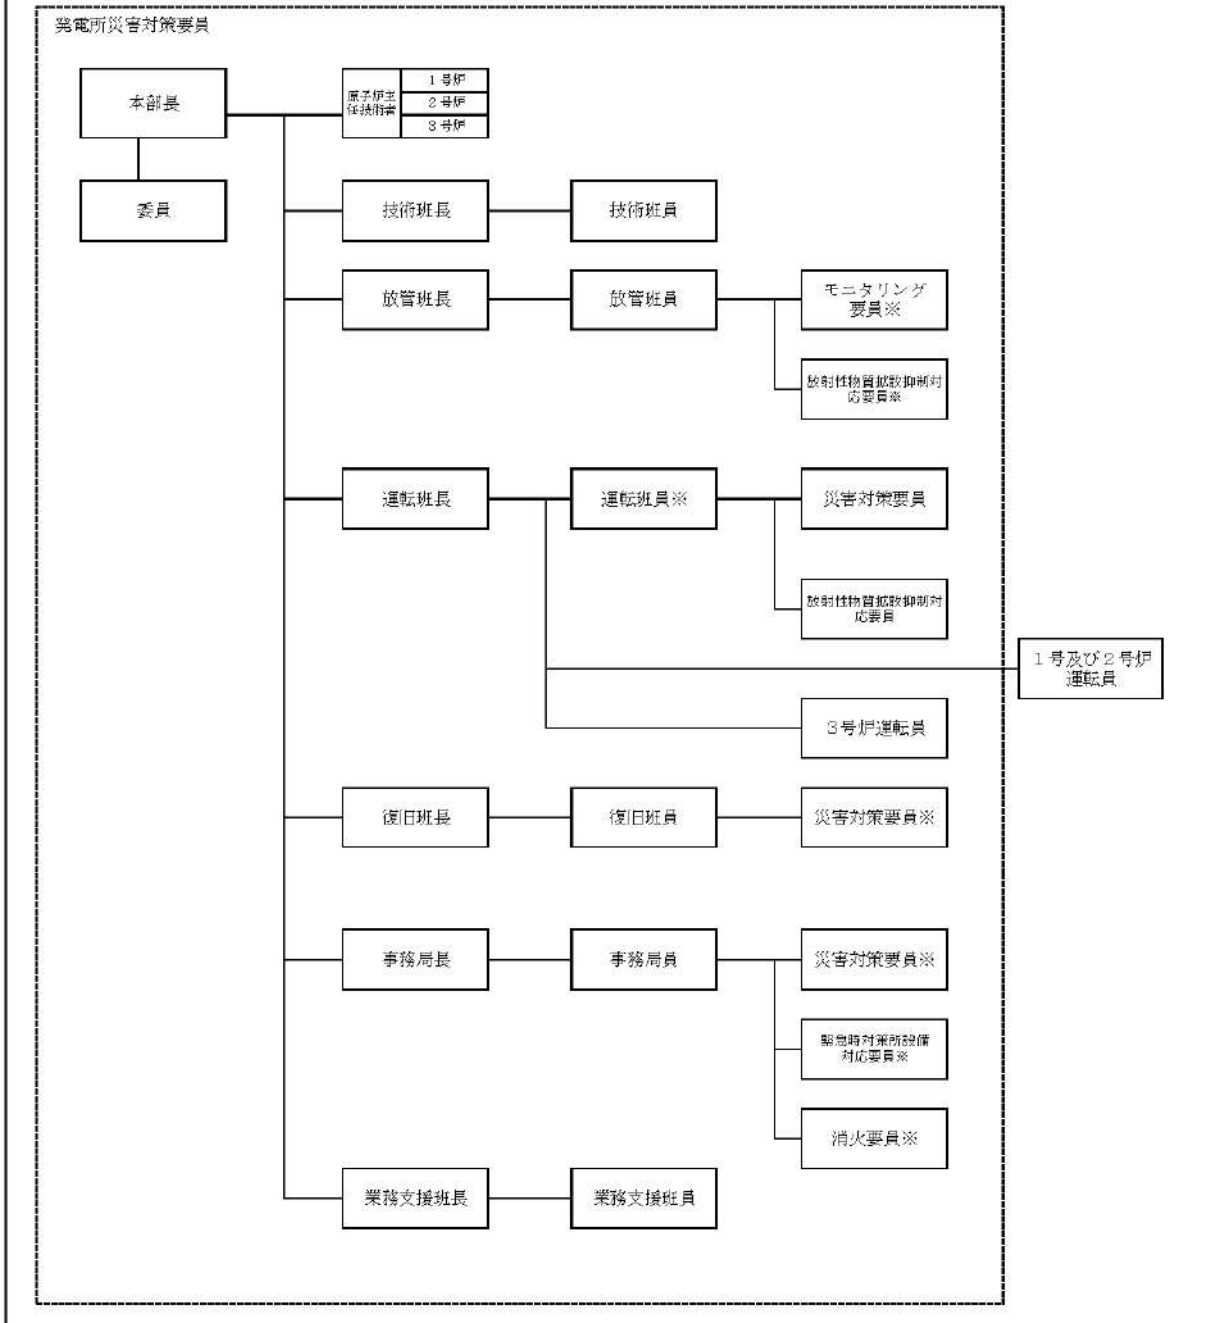 発電所災害対策要員
本部長
原子炉主
任技術者
1号炉
2号炉
3号炉
委員
技術班長
技術班員
放管班長
放管班員
モニタリング
要員※
放射性物質拡散抑制対
応要員※
運転班長
運転班員※
災害対策要員
放射性物質拡散抑制対
応要員
1号及び2号炉
運転員
3号炉運転員
復旧班長
復旧班員
災害対策要員※
事務局長
事務局員
災害対策要員※
緊急時対策所設備
対応要員※
消火要員※
業務支援班長
業務支援班員